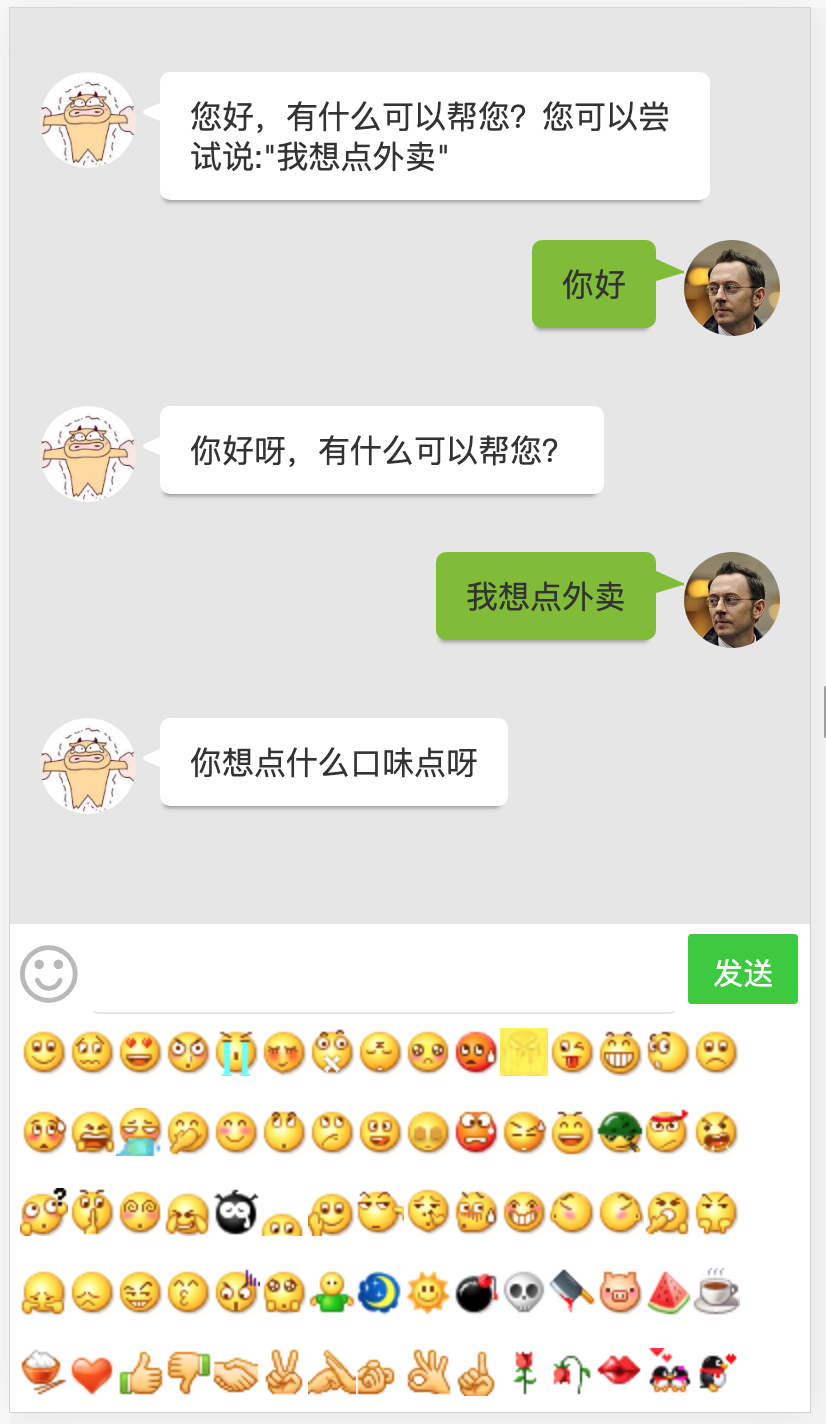 您好，有什么可以帮您？您可以尝
试说:"我想点外卖"
你好
你好呀，有什么可以帮您？
我想点外卖
你想点什么口味点呀
发送